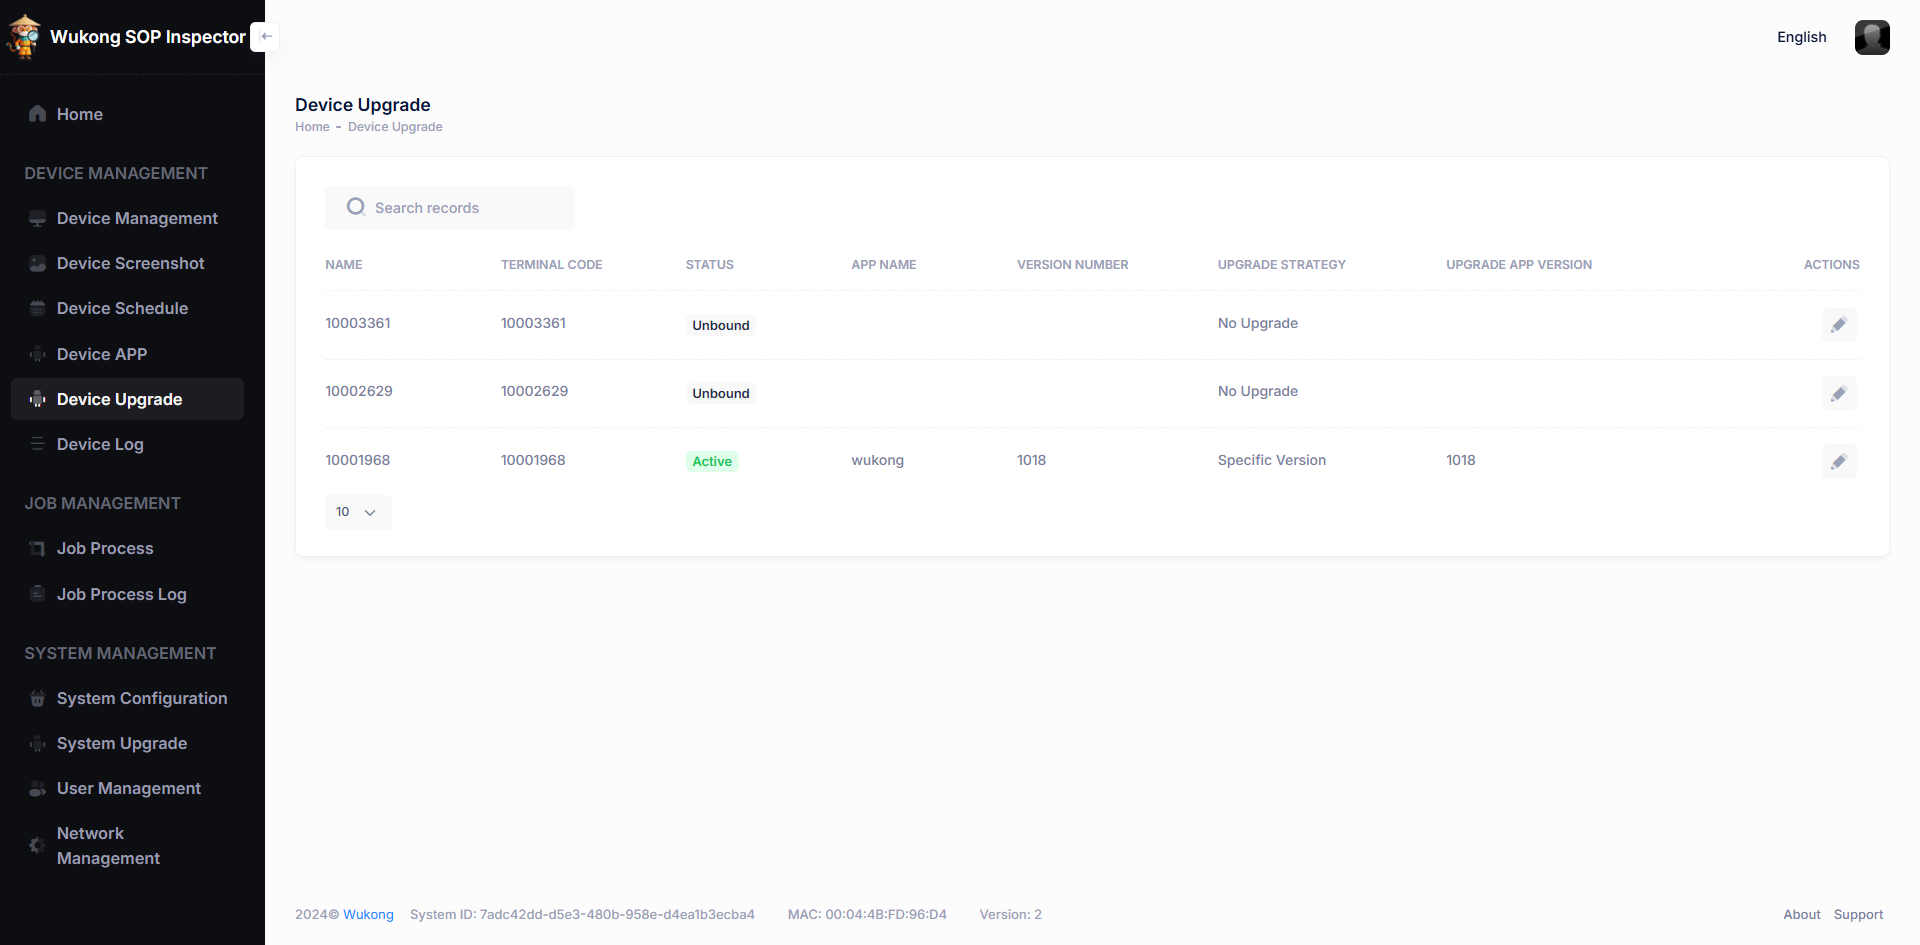 Wukong SOP Inspector
English
Home
DEVICE MANAGEMENT
Device Management
Device Screenshot
Device Schedule
Device APP
Device Upgrade
Device Log
JOB MANAGEMENT
Job Process
Job Process Log
SYSTEM MANAGEMENT
System Configuration
System Upgrade
User Management
Network
Management
Device Upgrade
Home - Device Upgrade
Search records
NAME TERMINAL CODE STATUS APP NAME VERSION NUMBER UPGRADE STRATEGY UPGRADE APP VERSION ACTIONS
10003361 10003361 Unbound No Upgrade
10002629 10002629 Unbound No Upgrade
10001968 10001968 Active wukong 1018 Specific Version 1018
10
2024© Wukong System ID: 7adc42dd-d5e3-480b-958e-d4ea1b3ecba4 MAC: 00:04:4B:FD:96:D4 Version: 2 About Support